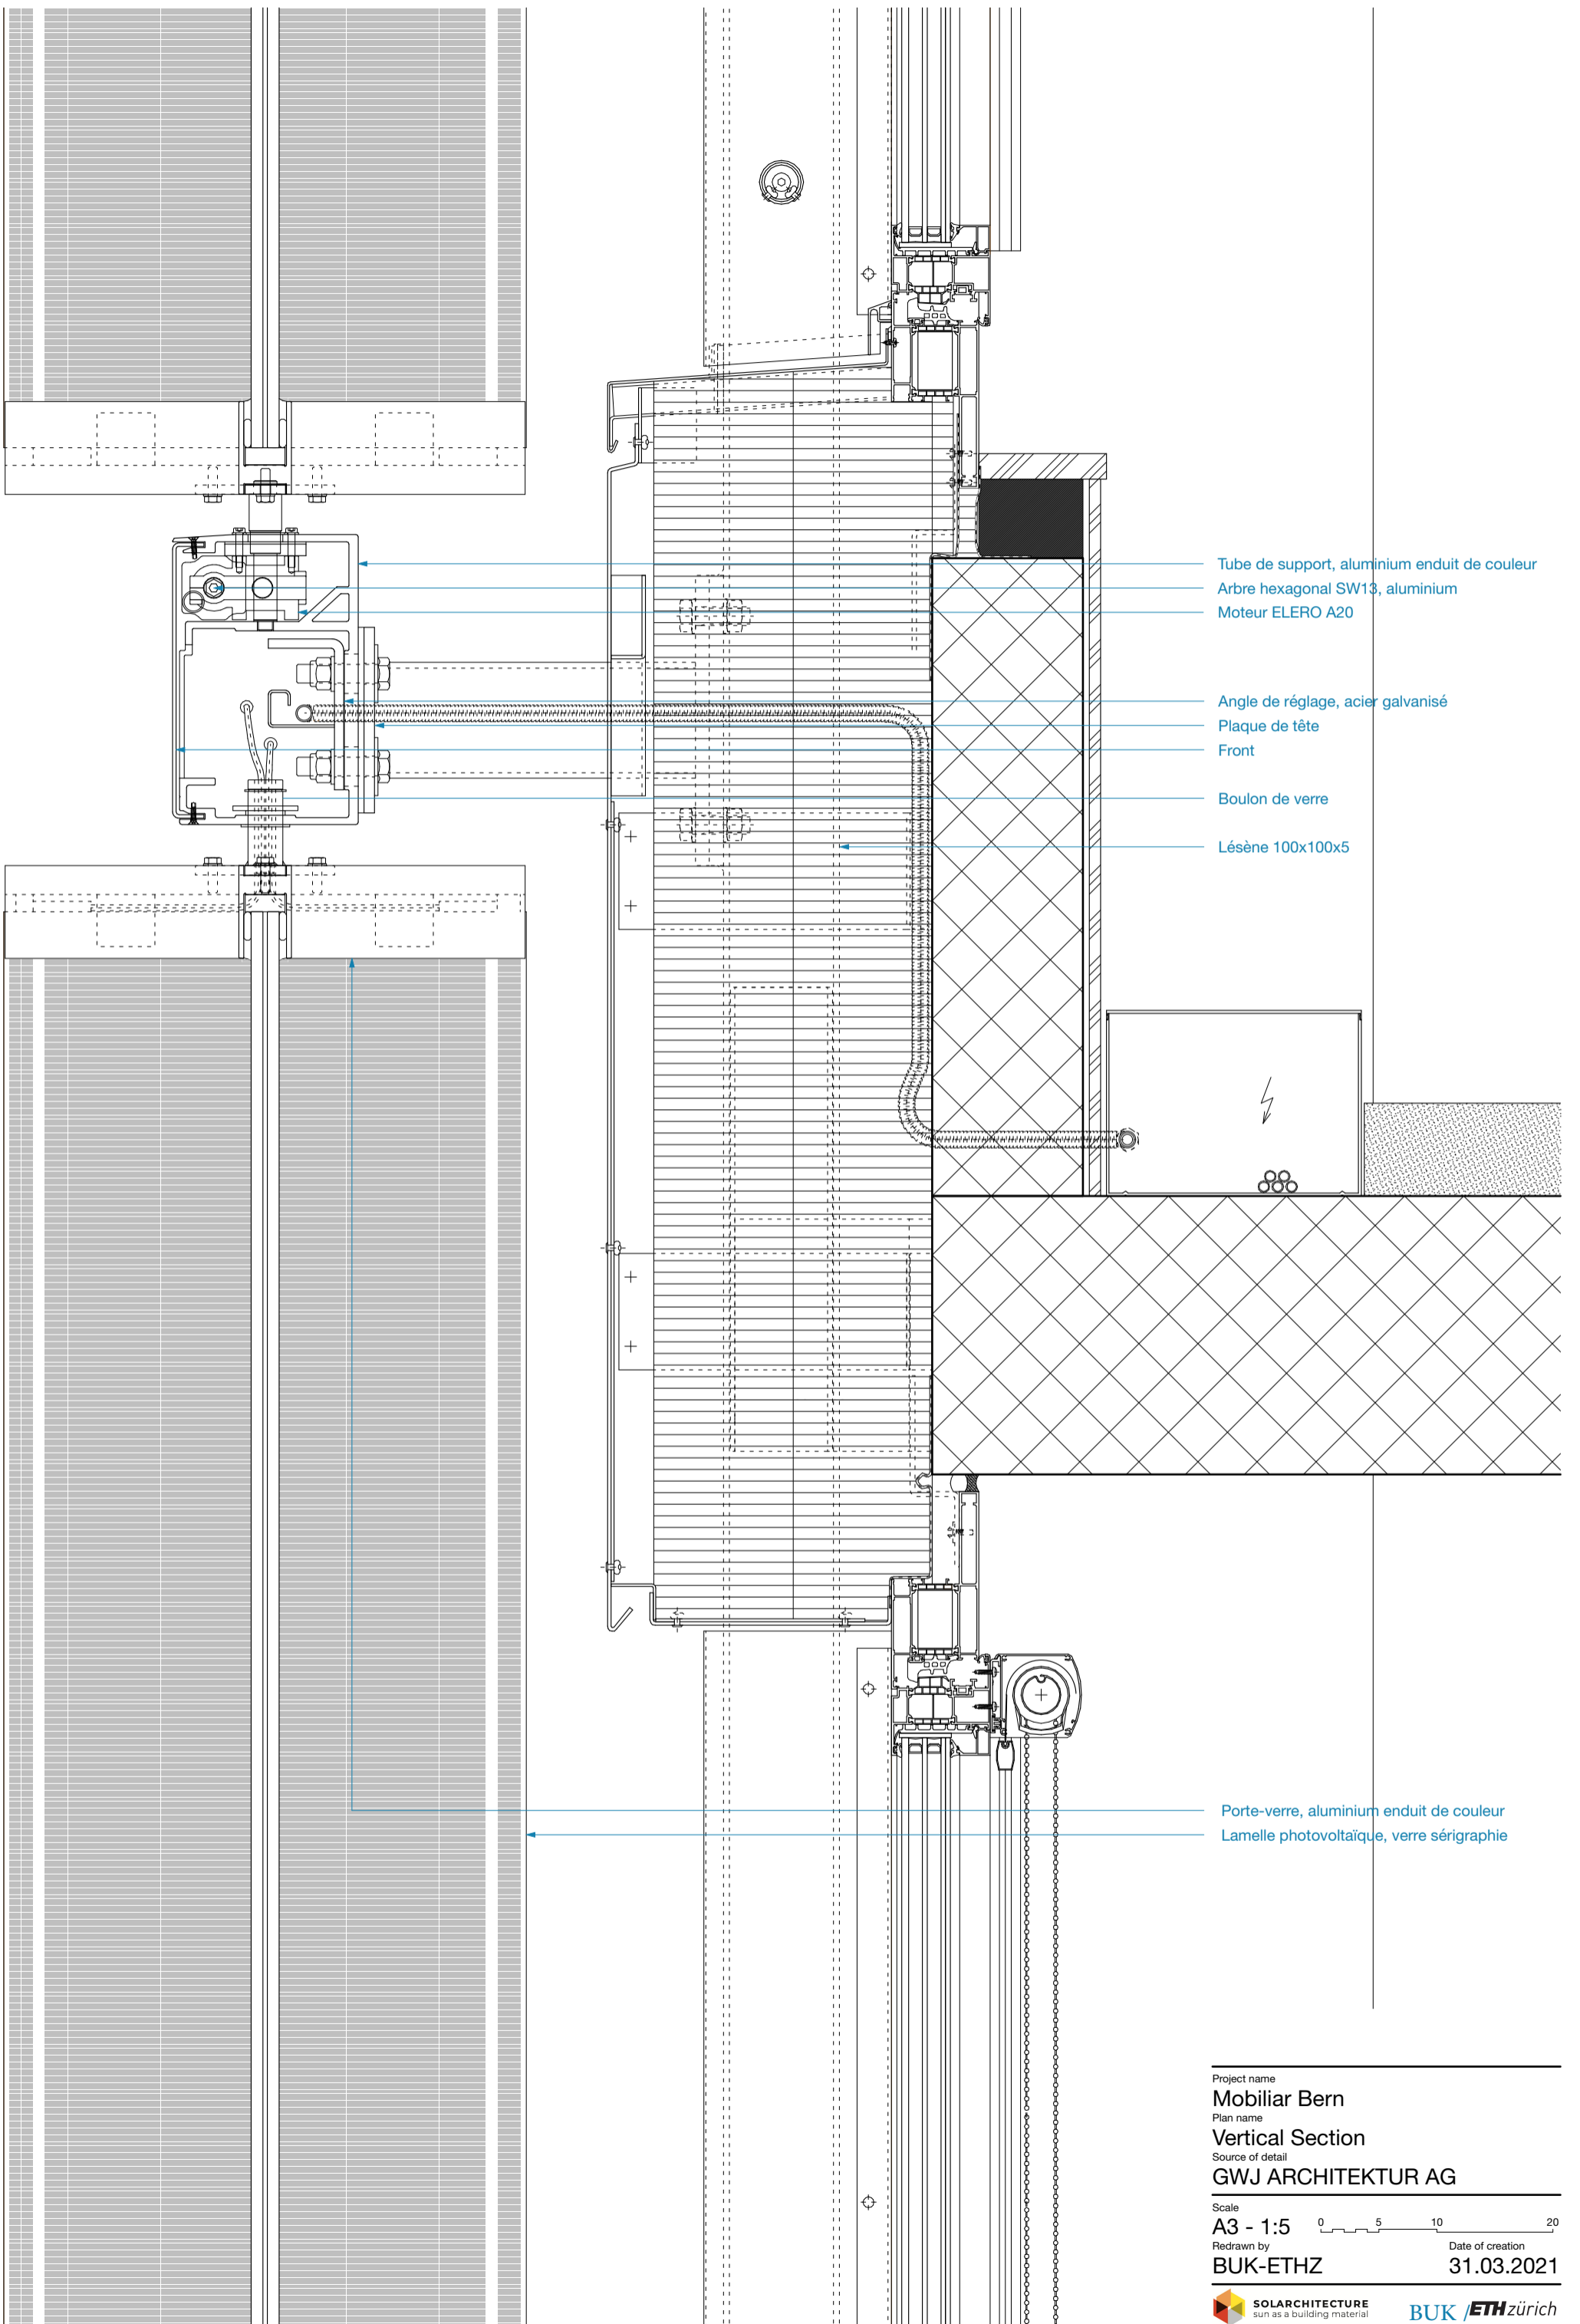 Tube de support, aluminium enduit de couleur
Arbre hexagonal SW13, aluminium
Moteur ELERO A20
Angle de réglage, acier galvanisé
Plaque de tête
Front
Boulon de verre
Lésène 100x100x5
Porte-verre, aluminium enduit de couleur
Lamelle photovoltaïque, verre sérigraphie
Project name
Mobiliar Bern
Plan name
Vertical Section
Source of detail
GWJ ARCHITEKTUR AG
Scale
A3 - 1:5 0 5 10 20
Redrawn by Date of creation
BUK-ETHZ 31.03.2021
SOLARCHITECTURE
sun as a building material
BUK / ETH zürich